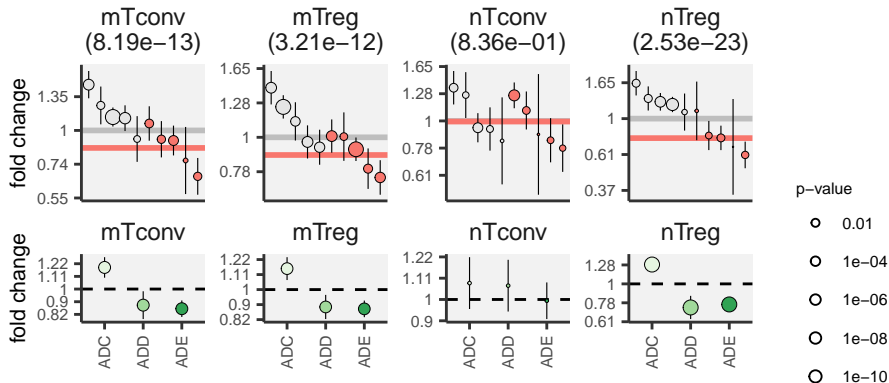 mTconv
(8.19e−13)
mTreg
(3.21e−12)
nTconv
(8.36e−01)
nTreg
(2.53e−23)
fold change
1.35
1
0.74
0.55
1.65
1.28
1
0.78
1.65
1.28
1
0.78
0.61
1.65
1
0.61
0.37
mTconv
mTreg
nTconv
nTreg
fold change
1.22
1.11
1
0.9
0.82
1.22
1.11
1
0.9
0.82
1.22
1.11
1
0.9
1.28
1
0.78
0.61
ADC
ADD
ADE
ADC
ADD
ADE
ADC
ADD
ADE
ADC
ADD
ADE
p−value
0.01
1e−04
1e−06
1e−08
1e−10